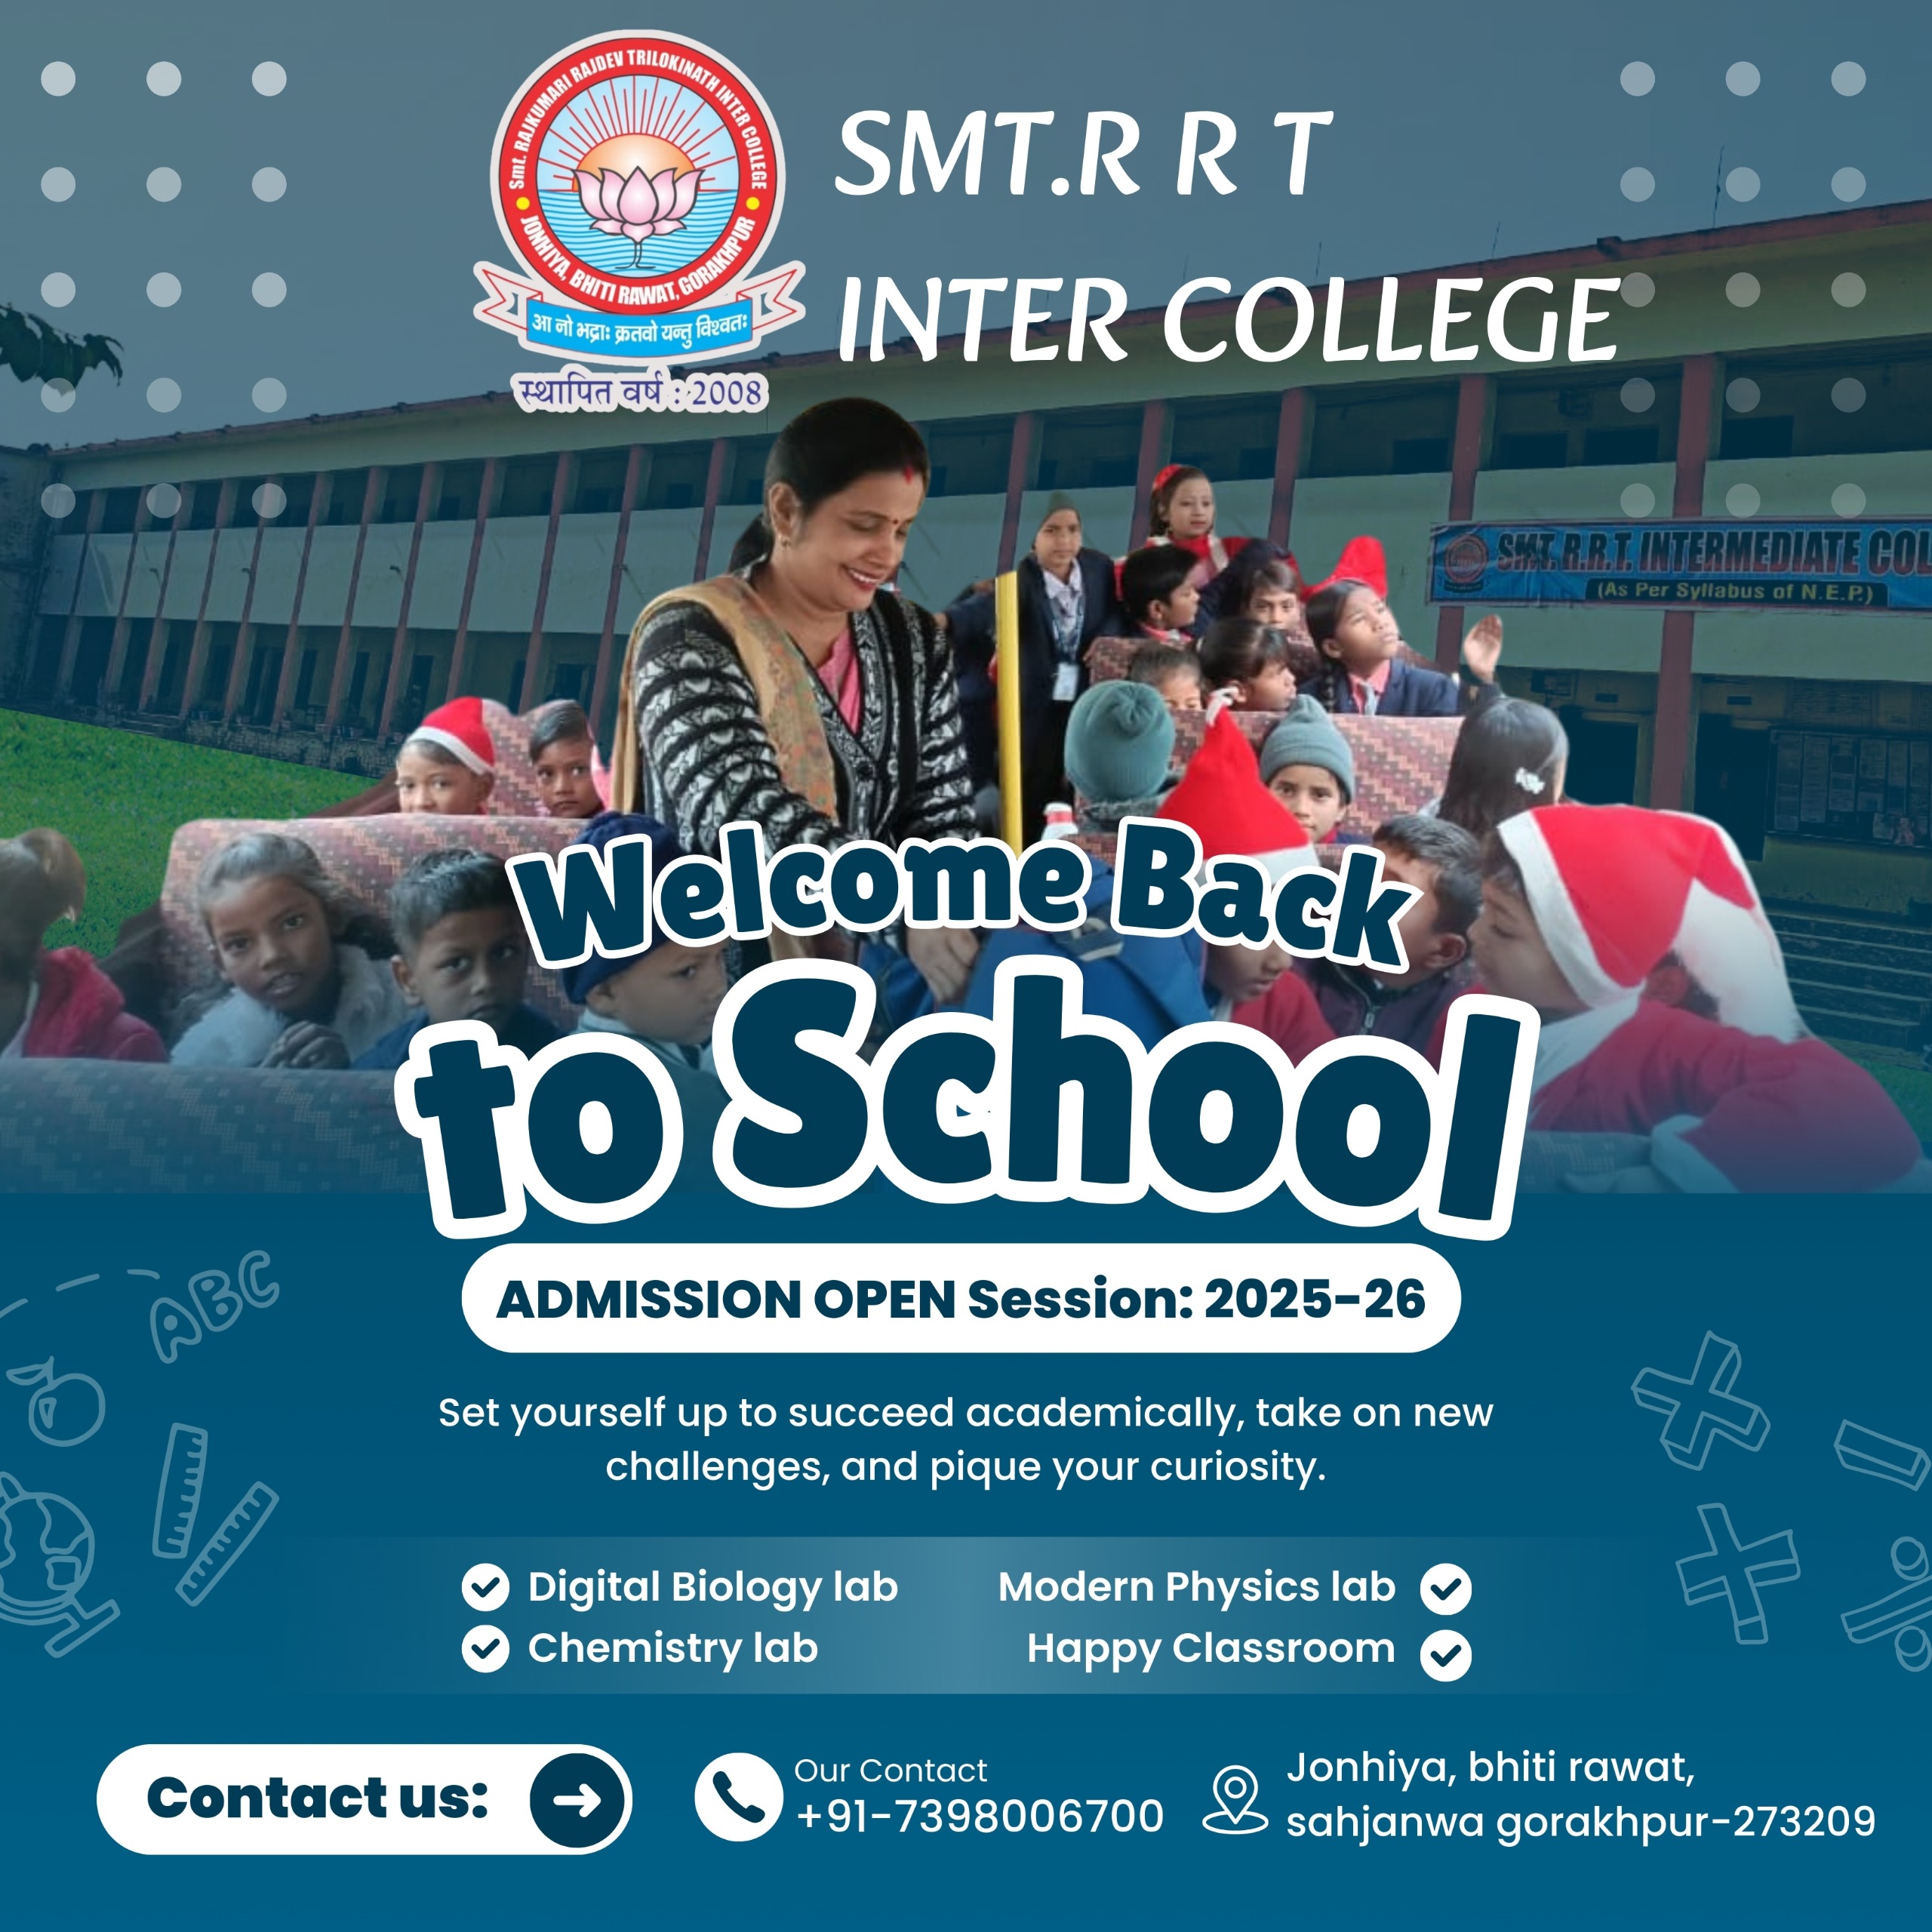 Smt. RAJKUMARI RAJDEV TRILOKINATH INTER COLLEGE
JONHIYA, BHITI RAWAT, GORAKHPUR
आ नो भद्राः क्रतवो यन्तु विश्वतः
स्थापित वर्ष : 2008
SMT.R R T
INTER COLLEGE
SMT. R.R.T. INTERMEDIATE COL
(As Per Syllabus of N.E.P.)
Welcome Back
to School
ADMISSION OPEN Session: 2025-26
Set yourself up to succeed academically, take on new
challenges, and pique your curiosity.
Digital Biology lab
Modern Physics lab
Chemistry lab
Happy Classroom
ABC
Contact us:
Our Contact
+91-7398006700
Jonhiya, bhiti rawat,
sahjanwa gorakhpur-273209